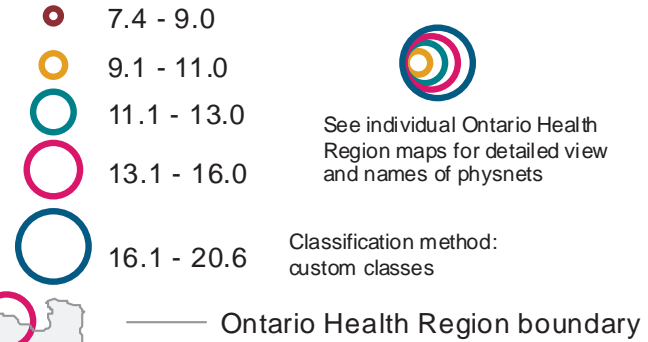 7.4 - 9.0
9.1 - 11.0
11.1 - 13.0
13.1 - 16.0
16.1 - 20.6
See individual Ontario Health
Region maps for detailed view
and names of physnets
Classification method:
custom classes
Ontario Health Region boundary